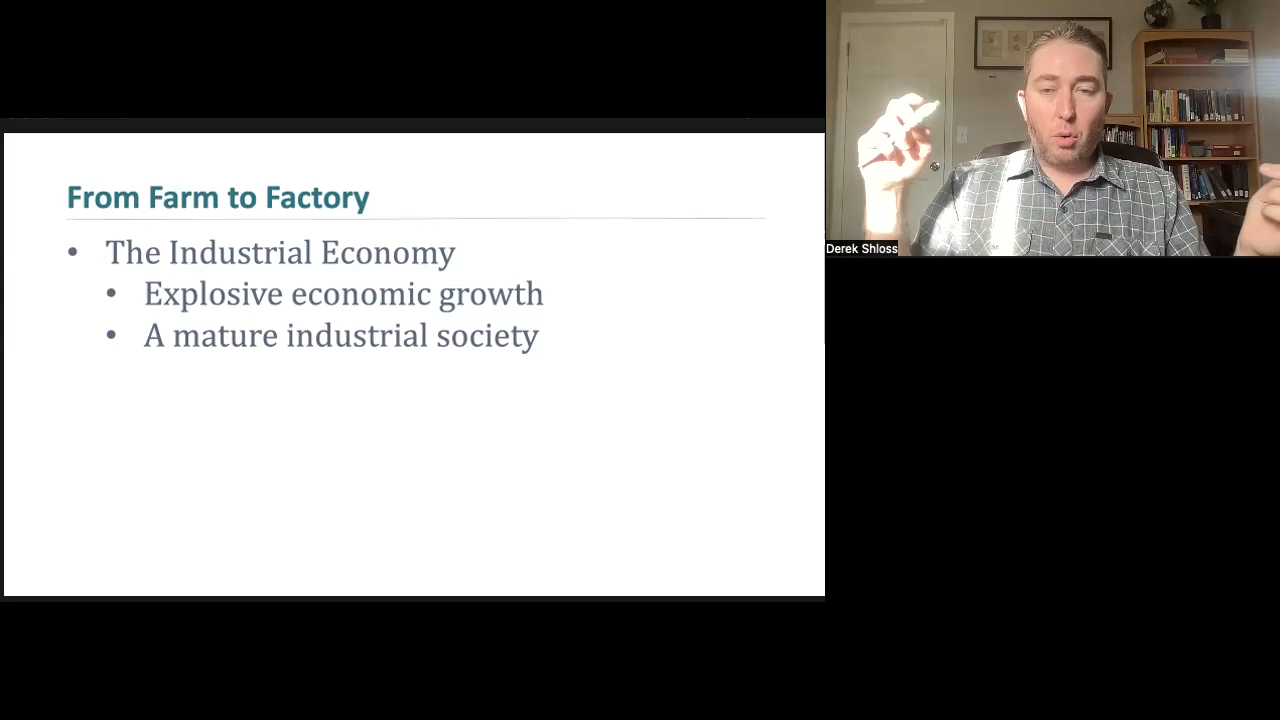 From Farm to Factory
• The Industrial Economy
• Explosive economic growth
• A mature industrial society
Derek Shloss